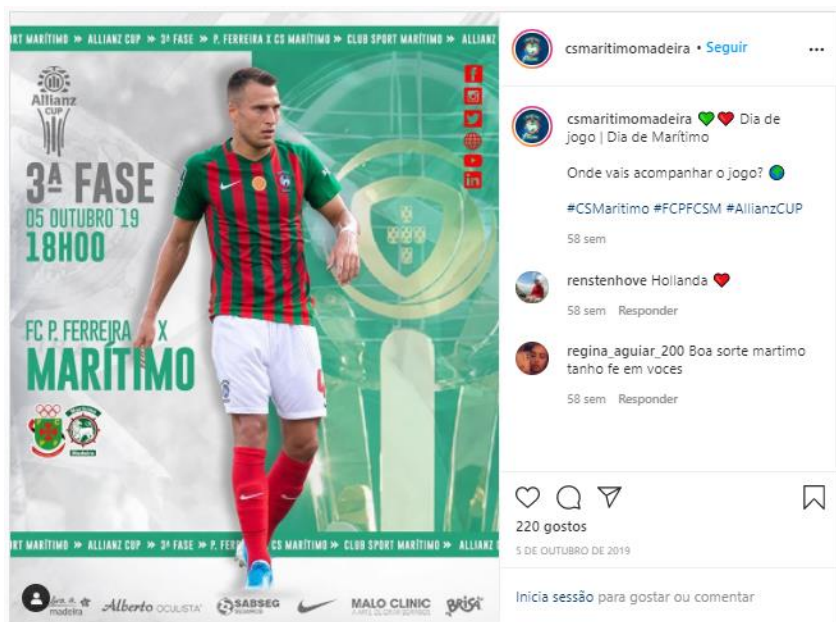 RT MARÍTIMO » ALLIANZ CUP » 3ª FASE » P. FERREIRA X CS MARÍTIMO » CLUB SPORT MARÍTIMO » ALLIANZ
Allianz
CUP
3ª FASE
05 OUTUBRO'19
18H00
FC P. FERREIRA X
MARÍTIMO
Marítimo
Madeira
RT MARÍTIMO » ALLIANZ CUP » 3ª FASE » P. FER CS MARÍTIMO » CLUB SPORT MARÍTIMO » ALLIANZ
madeira
Alberto OCULISTA
SABSEG
SEGUROS
MALO CLINIC
BRISA
csmaritimomadeira • Seguir
csmaritimomadeira 💚❤️ Dia de
jogo | Dia de Marítimo
Onde vais acompanhar o jogo? 🌍
#CSMaritimo #FCPFCSM #AllianzCUP
58 sem
renstenhove Hollanda ❤️
58 sem Responder
regina_aguiar_200 Boa sorte martimo
tanho fe em voces
58 sem Responder
220 gostos
5 DE OUTUBRO DE 2019
Inicia sessão para gostar ou comentar